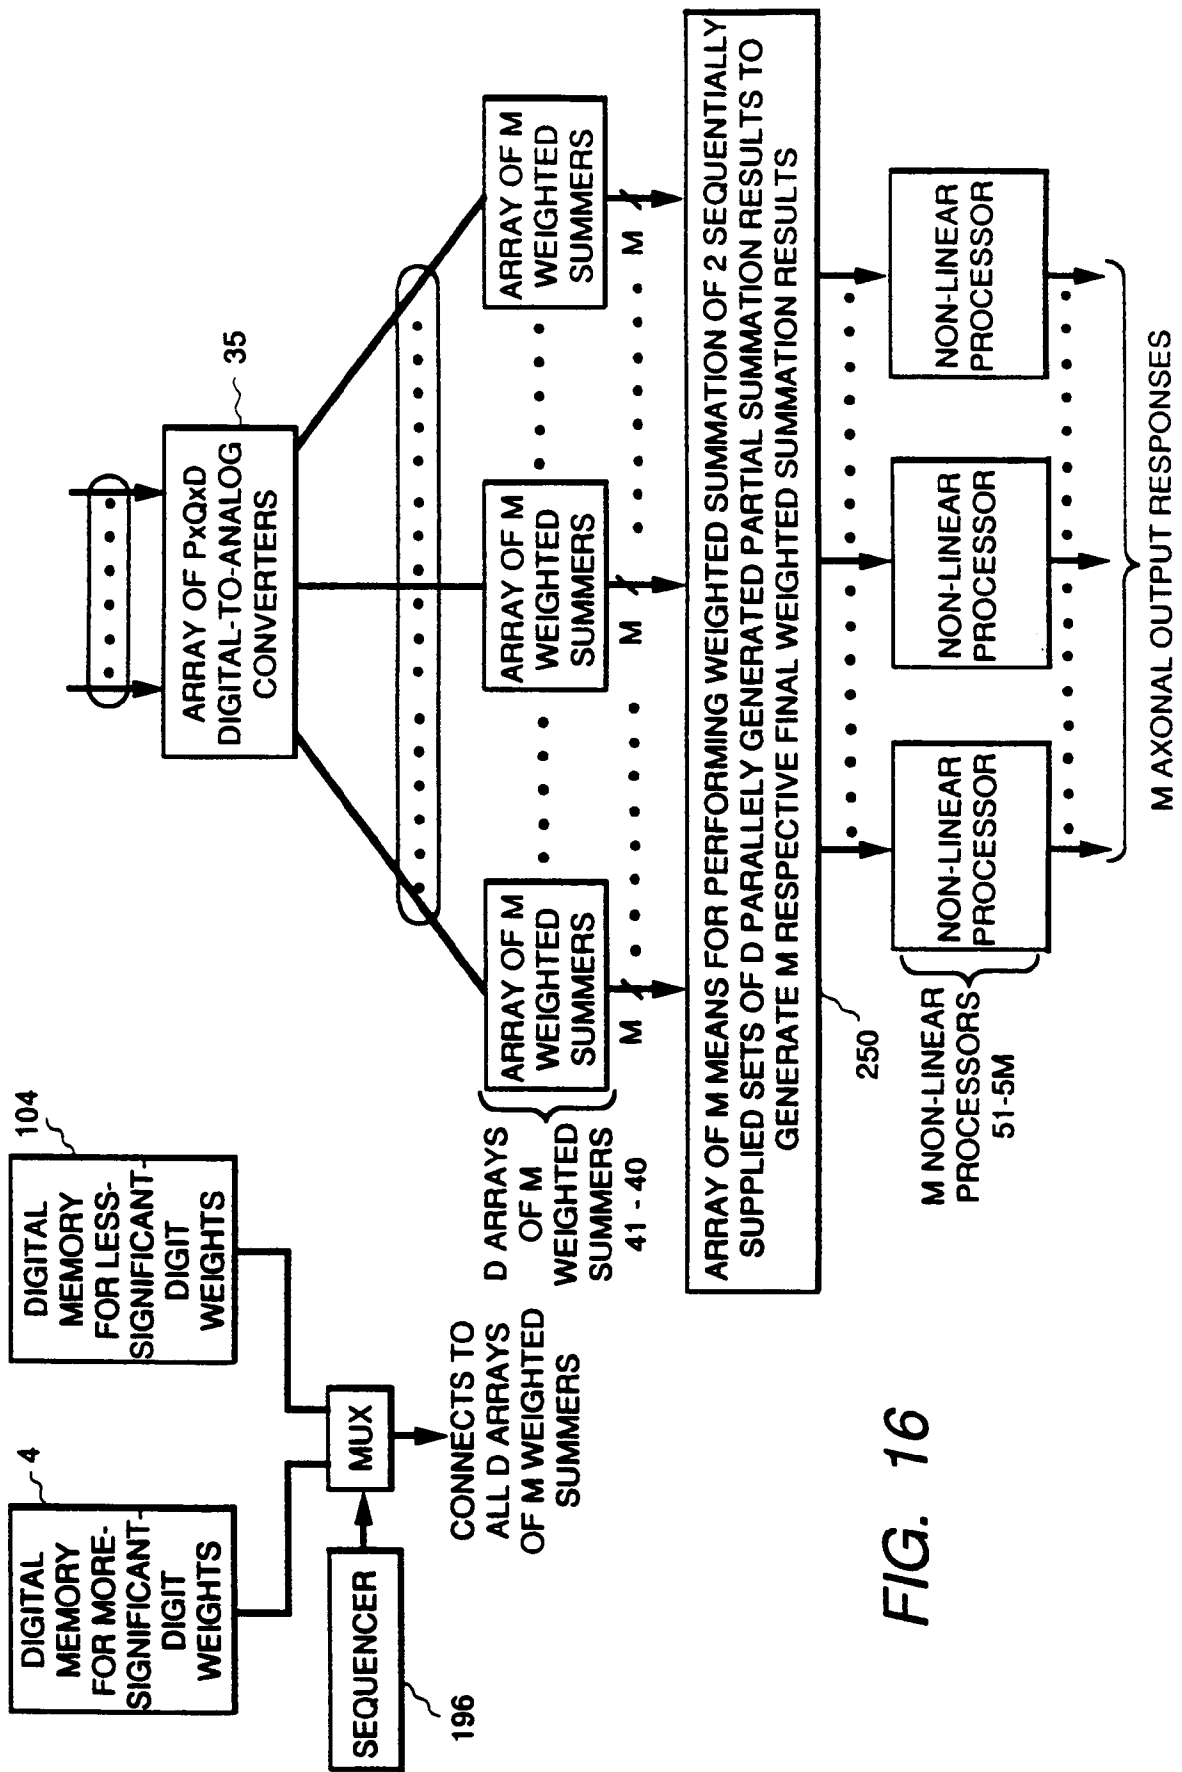 DIGITAL
MEMORY
FOR MORE-
SIGNIFICANT-
DIGIT
WEIGHTS
4
DIGITAL
MEMORY
FOR LESS-
SIGNIFICANT-
DIGIT
WEIGHTS
104
SEQUENCER
196
MUX
CONNECTS TO
ALL D ARRAYS
OF M WEIGHTED
SUMMERS
ARRAY OF PxQxD
DIGITAL-TO-ANALOG
CONVERTERS
35
D ARRAYS
OF M
WEIGHTED
SUMMERS
41 - 40
ARRAY OF M
WEIGHTED
SUMMERS
ARRAY OF M
WEIGHTED
SUMMERS
ARRAY OF M
WEIGHTED
SUMMERS
M
M
M
ARRAY OF M MEANS FOR PERFORMING WEIGHTED SUMMATION OF 2 SEQUENTIALLY
SUPPLIED SETS OF D PARALLELY GENERATED PARTIAL SUMMATION RESULTS TO
GENERATE M RESPECTIVE FINAL WEIGHTED SUMMATION RESULTS
250
M NON-LINEAR
PROCESSORS
51-5M
NON-LINEAR
PROCESSOR
NON-LINEAR
PROCESSOR
NON-LINEAR
PROCESSOR
M AXONAL OUTPUT RESPONSES
FIG. 16